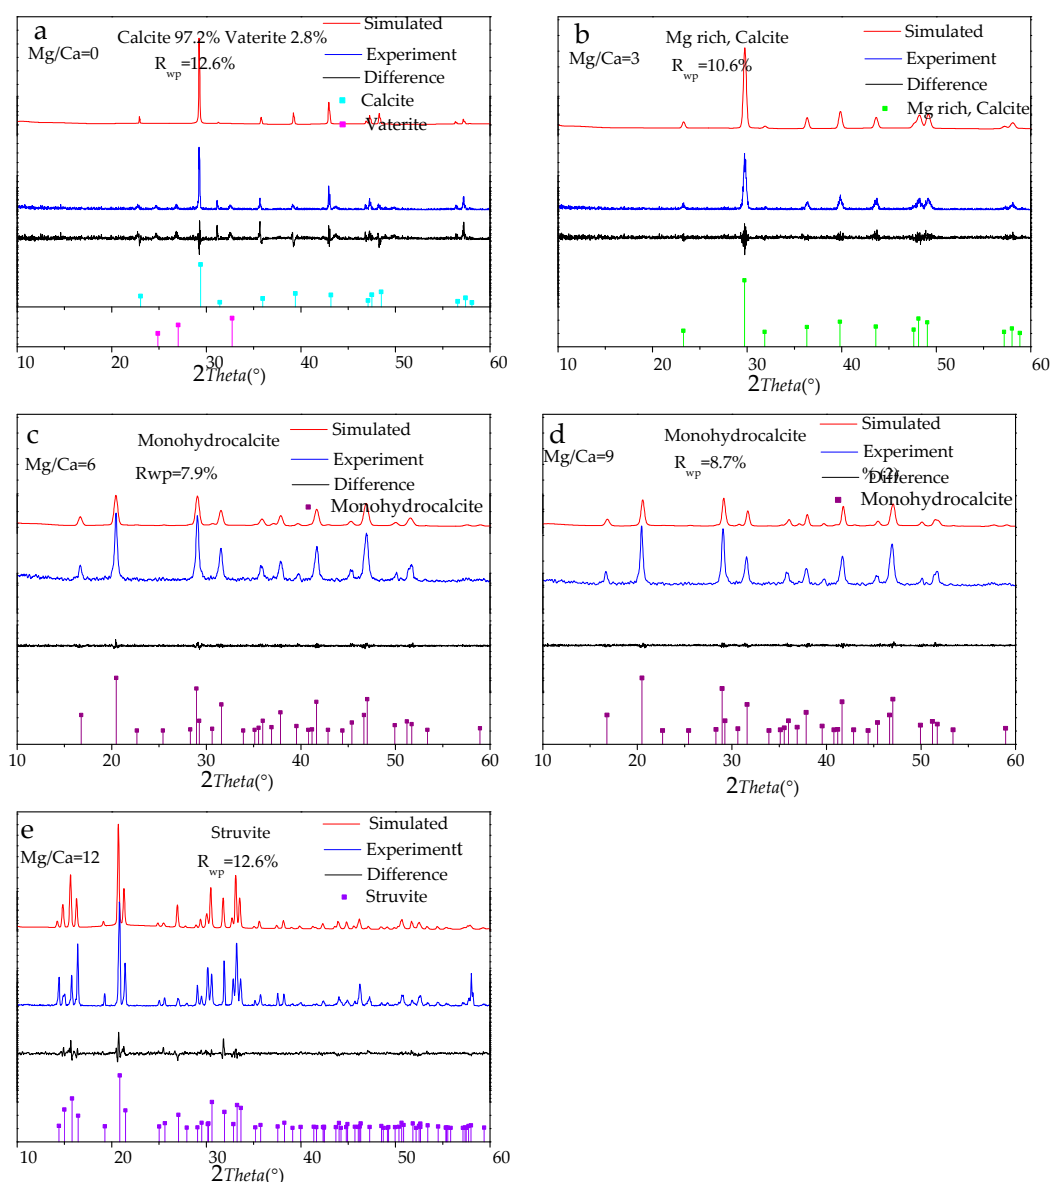 a
Mg/Ca=0
Calcite 97.2% Vaterite 2.8%
Rwp=12.6%
Simulated
Experiment
Difference
Calcite
Vaterite
10 20 30 40 50 60
2Theta(°)
b
Mg/Ca=3
Mg rich, Calcite
Rwp=10.6%
Simulated
Experiment
Difference
Mg rich, Calcite
10 20 30 40 50 60
2Theta(°)
c
Mg/Ca=6
Monohydrocalcite
Rwp=7.9%
Simulated
Experiment
Difference
Monohydrocalcite
10 20 30 40 50 60
2Theta(°)
d
Mg/Ca=9
Monohydrocalcite
Rwp=8.7%
Simulated
Experiment
% (2)
Difference
Monohydrocalcite
10 20 30 40 50 60
2Theta(°)
e
Mg/Ca=12
Struvite
Rwp=12.6%
Simulated
Experimentt
Difference
Struvite
10 20 30 40 50 60
2Theta(°)